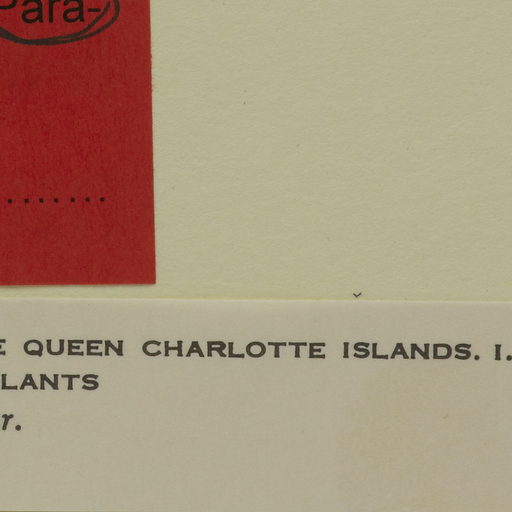 Para-
........
E QUEEN CHARLOTTE ISLANDS. I.
LANTS
r.